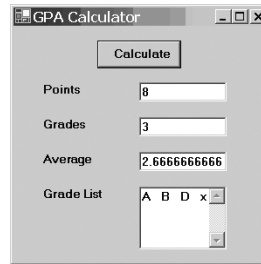 GPA Calculator
Calculate
Points 8
Grades 3
Average 2.6666666666
Grade List A B D x